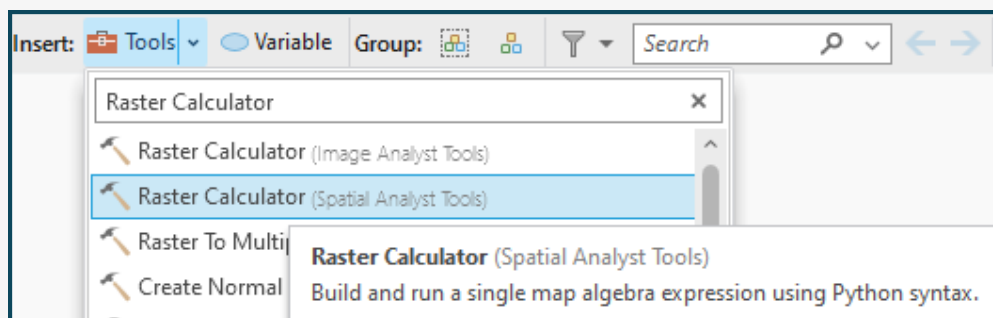 Insert: Tools Variable Group: Search
Raster Calculator
Raster Calculator (Image Analyst Tools)
Raster Calculator (Spatial Analyst Tools)
Raster To Multip
Raster Calculator (Spatial Analyst Tools)
Create Normal
Build and run a single map algebra expression using Python syntax.